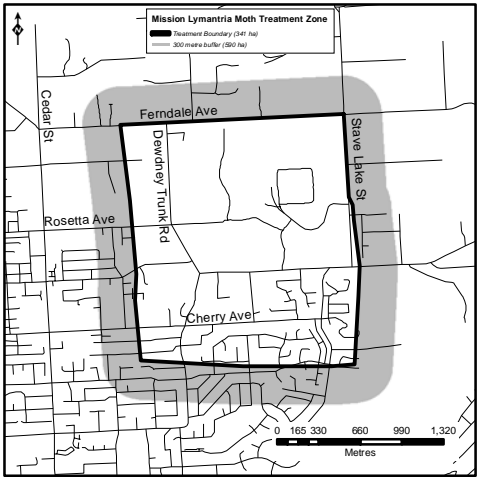 Mission Lymantria Moth Treatment Zone
Treatment Boundary (341 ha)
300 metre buffer (590 ha)
N
Ferndale Ave
Cedar St
Dewdney Trunk Rd
Stave Lake St
Rosetta Ave
Cherry Ave
0 165 330 660 990 1,320
Metres